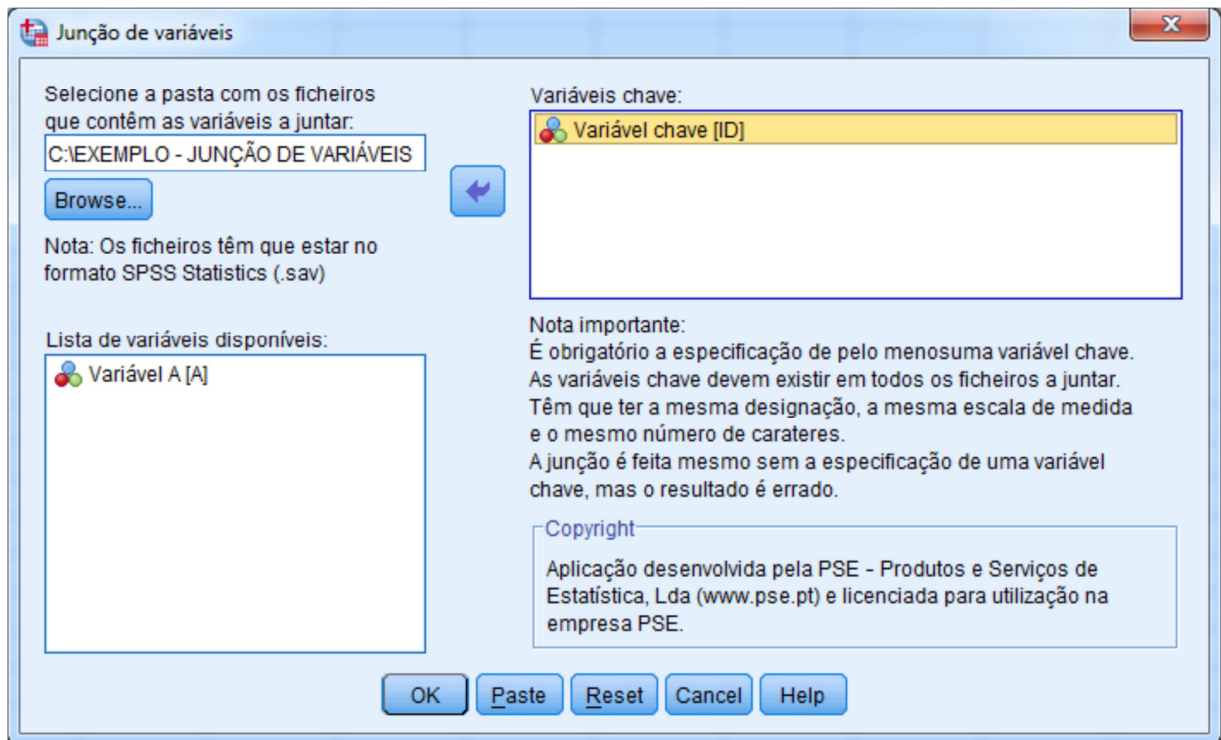 Junção de variáveis
Selecione a pasta com os ficheiros
que contêm as variáveis a juntar:
C:\EXEMPLO - JUNÇÃO DE VARIÁVEIS
Browse...
Nota: Os ficheiros têm que estar no
formato SPSS Statistics (.sav)
Lista de variáveis disponíveis:
Variável A [A]
Variáveis chave:
Variável chave [ID]
Nota importante:
É obrigatório a especificação de pelo menosuma variável chave.
As variáveis chave devem existir em todos os ficheiros a juntar.
Têm que ter a mesma designação, a mesma escala de medida
e o mesmo número de carateres.
A junção é feita mesmo sem a especificação de uma variável
chave, mas o resultado é errado.
Copyright
Aplicação desenvolvida pela PSE - Produtos e Serviços de
Estatística, Lda (www.pse.pt) e licenciada para utilização na
empresa PSE.
OK Paste Reset Cancel Help